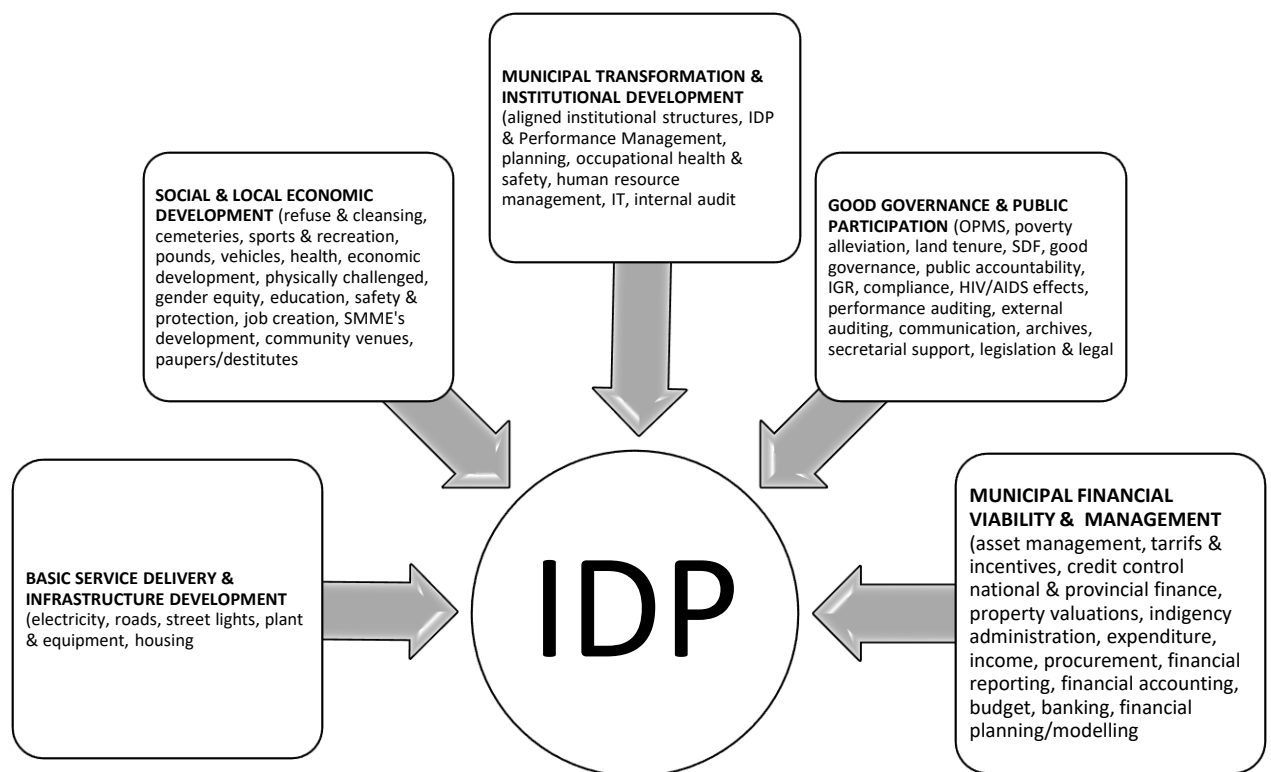 MUNICIPAL TRANSFORMATION &
INSTITUTIONAL DEVELOPMENT
(aligned institutional structures, IDP
& Performance Management,
planning, occupational health &
safety, human resource
management, IT, internal audit
SOCIAL & LOCAL ECONOMIC
DEVELOPMENT (refuse & cleansing,
cemeteries, sports & recreation,
pounds, vehicles, health, economic
development, physically challenged,
gender equity, education, safety &
protection, job creation, SMME's
development, community venues,
paupers/destitutes
GOOD GOVERNANCE & PUBLIC
PARTICIPATION (OPMS, poverty
alleviation, land tenure, SDF, good
governance, public accountability,
IGR, compliance, HIV/AIDS effects,
performance auditing, external
auditing, communication, archives,
secretarial support, legislation & legal
BASIC SERVICE DELIVERY &
INFRASTRUCTURE DEVELOPMENT
(electricity, roads, street lights, plant
& equipment, housing
IDP
MUNICIPAL FINANCIAL
VIABILITY & MANAGEMENT
(asset management, tarrifs &
incentives, credit control
national & provincial finance,
property valuations, indigency
administration, expenditure,
income, procurement, financial
reporting, financial accounting,
budget, banking, financial
planning/modelling